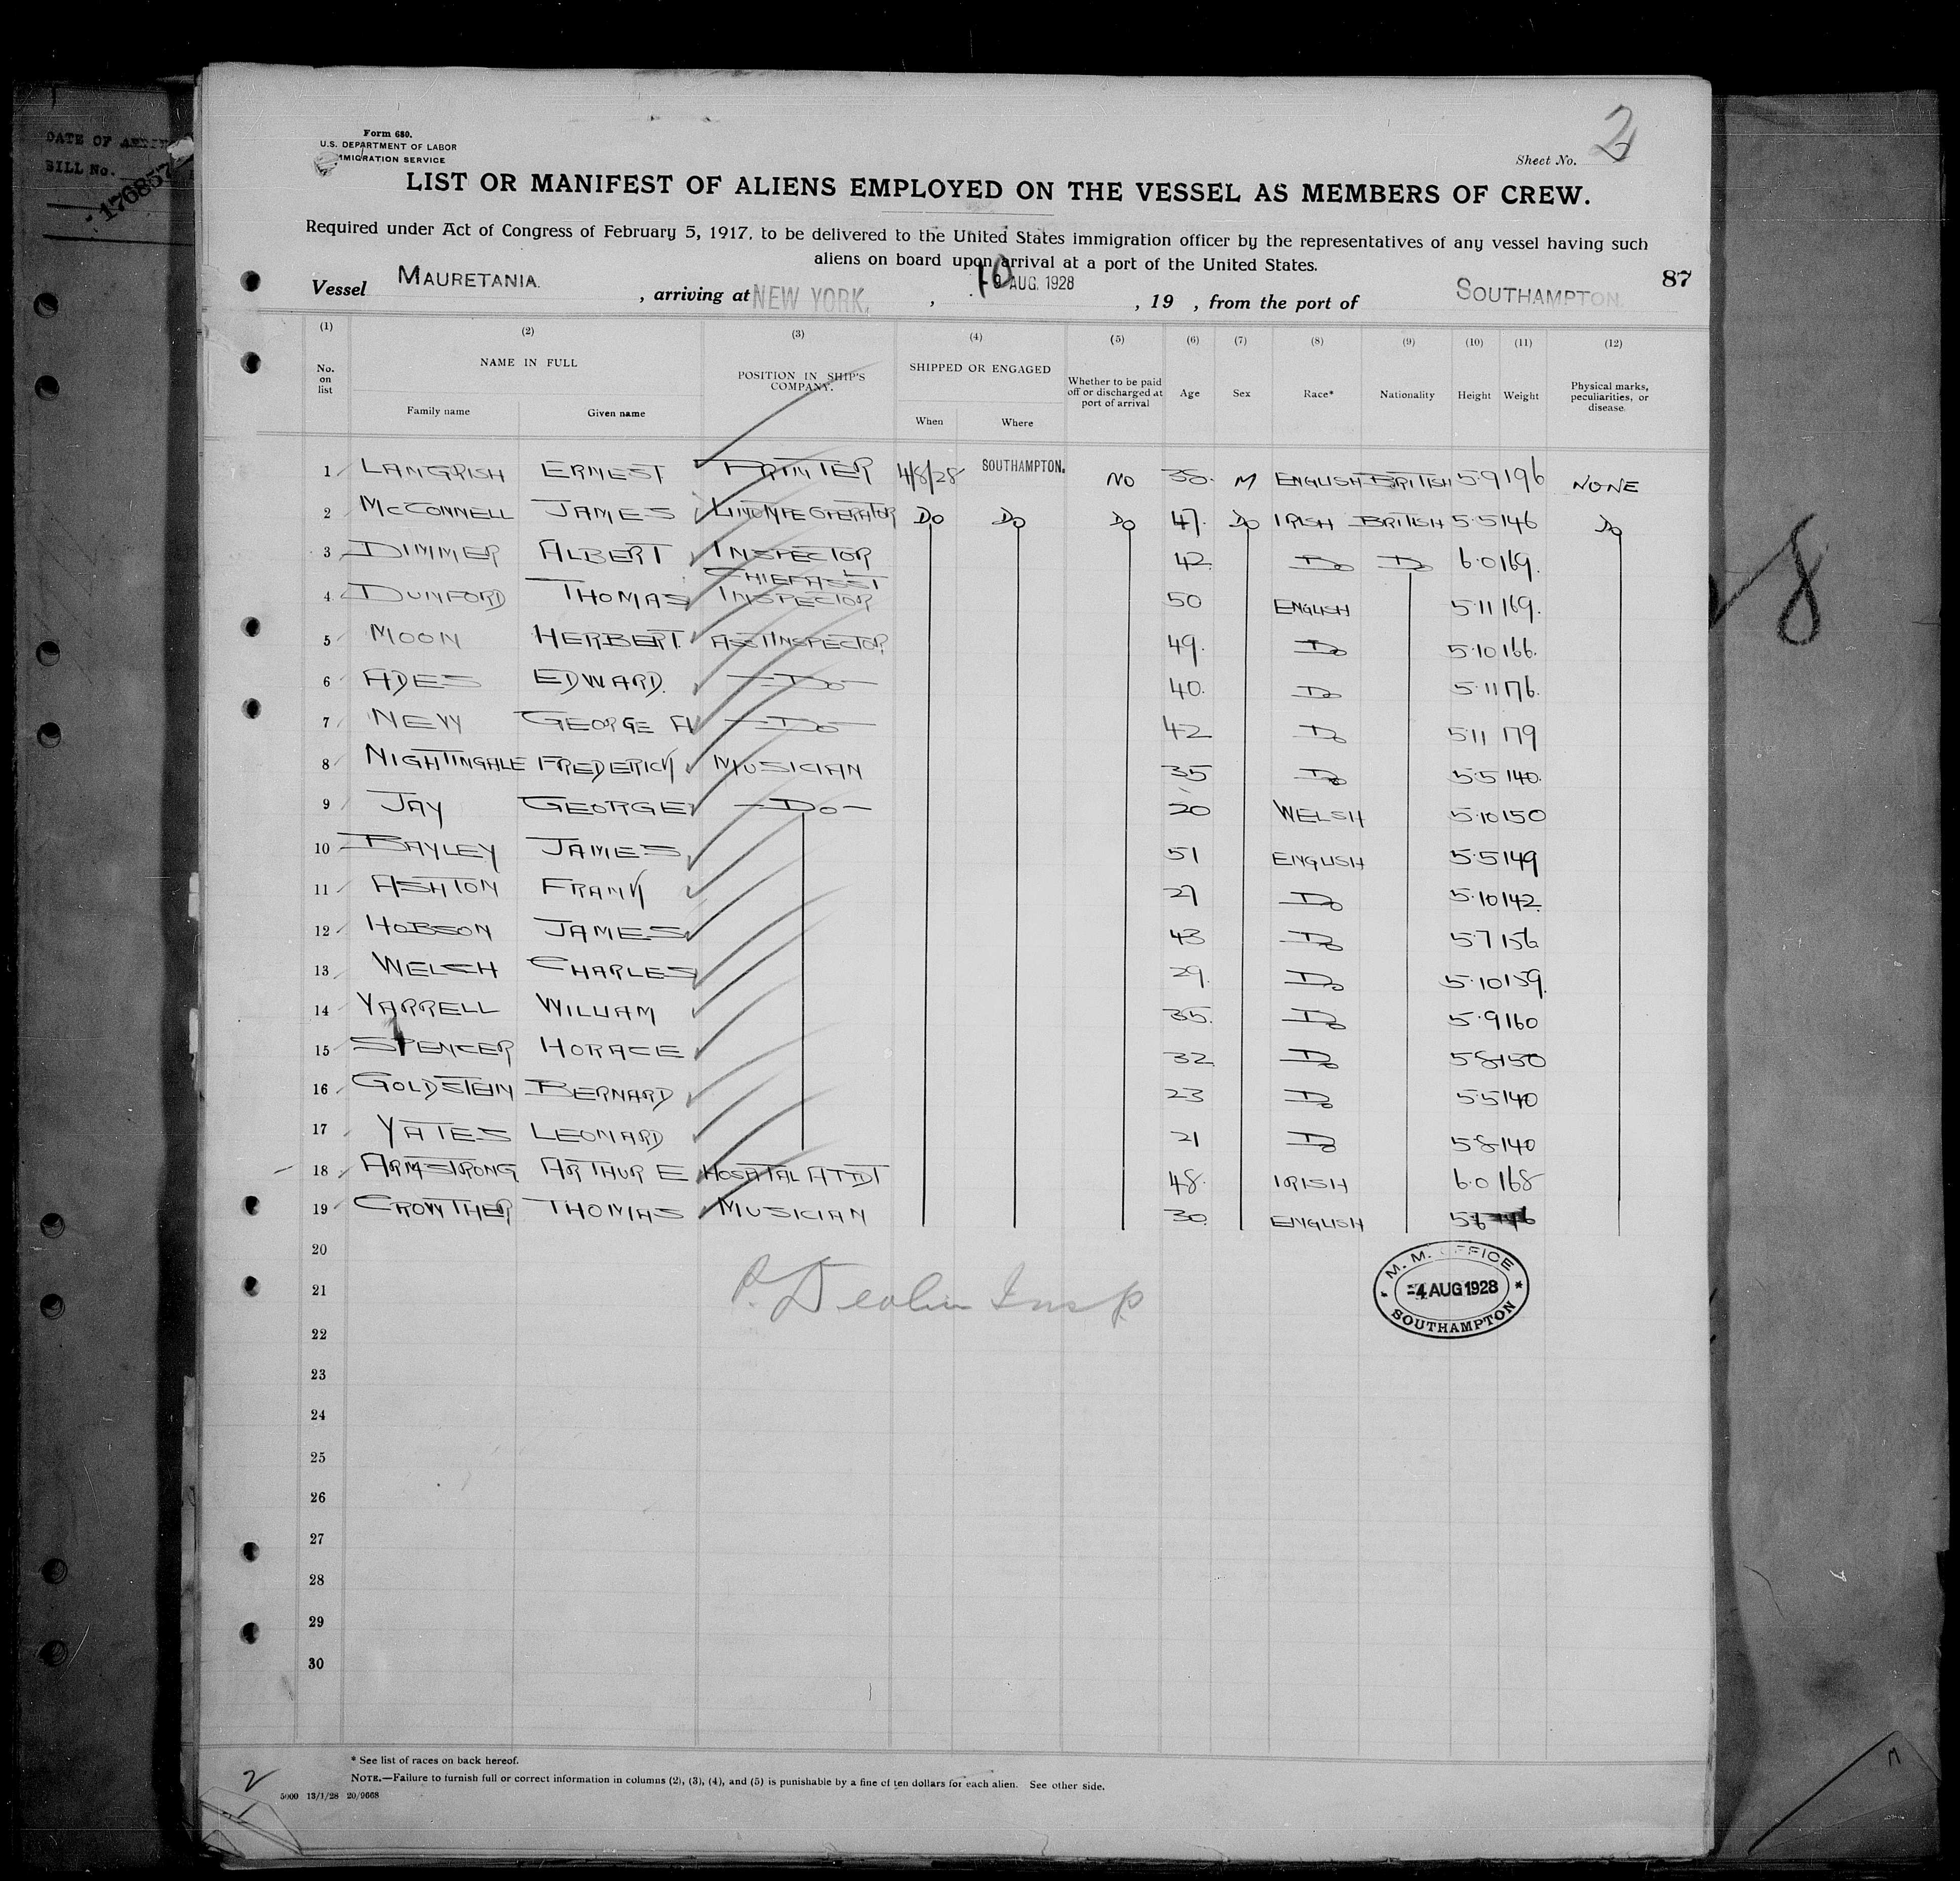 DATE OF
BILL No.
176857
Form 680.
U.S. DEPARTMENT OF LABOR
IMMIGRATION SERVICE
Sheet No. 2
LIST OR MANIFEST OF ALIENS EMPLOYED ON THE VESSEL AS MEMBERS OF CREW.
Required under Act of Congress of February 5, 1917, to be delivered to the United States immigration officer by the representatives of any vessel having such
aliens on board upon arrival at a port of the United States.
87
Vessel MAURETANIA. , arriving at NEW YORK. , 10 AUG. 1928 , 19 , from the port of SOUTHAMPTON.
(1) (2) (3) (4) (5) (6) (7) (8) (9) (10) (11) (12)
No. on list NAME IN FULL POSITION IN SHIP'S COMPANY. SHIPPED OR ENGAGED Whether to be paid off or discharged at port of arrival Age Sex Race* Nationality Height Weight Physical marks, peculiarities, or disease
Family name Given name When Where
1 LANGRISH ERNEST PRINTER 4/8/28 SOUTHAMPTON. NO 38. M ENGLISH BRITISH 5.9 196 NONE
2 McCONNELL JAMES LINOTYPE OPERATOR DO DO DO 47. DO IRISH BRITISH 5.5 146 DO
3 DIMMER ALBERT INSPECTOR 42. DO DO 6.0 169.
4 DUNFORD THOMAS CHIEF ASST INSPECTOR 50 ENGLISH 5.11 169.
5 MOON HERBERT. ASST INSPECTOR 49. DO 5.10 166.
6 ADES EDWARD. —DO— 40. DO 5.11 176.
7 NEW GEORGE A —DO— 42 DO 5.11 179
8 NIGHTINGALE FREDERICK MUSICIAN 35 DO 5.5 140.
9 JAY GEORGE —DO— 20 WELSH 5.10 150
10 BAYLEY JAMES 51 ENGLISH 5.5 149
11 ASHTON FRANK 27 DO 5.10 142.
12 HOBSON JAMES 43 DO 5.7 156
13 WELCH CHARLES 29. DO 5.10 159.
14 YARRELL WILLIAM 35. DO 5.9 160
15 SPENCER HORACE 32. DO 5.8 150
16 GOLDSTEIN BERNARD 23 DO 5.5 140
17 YATES LEONARD 21 DO 5.8 140
18 ARMSTRONG ARTHUR E HOSPITAL ATTDT 48. IRISH 6.0 168
19 CROWTHER THOMAS MUSICIAN 30. ENGLISH
20
21 Insp
22
23
24
25
26
27
28
29
30
M. M. OFFICE
-4 AUG 1928
SOUTHAMPTON
8
* See list of races on back hereof.
NOTE.—Failure to furnish full or correct information in columns (2), (3), (4), and (5) is punishable by a fine of ten dollars for each alien. See other side.
5000 13/1/28 20/9668
2